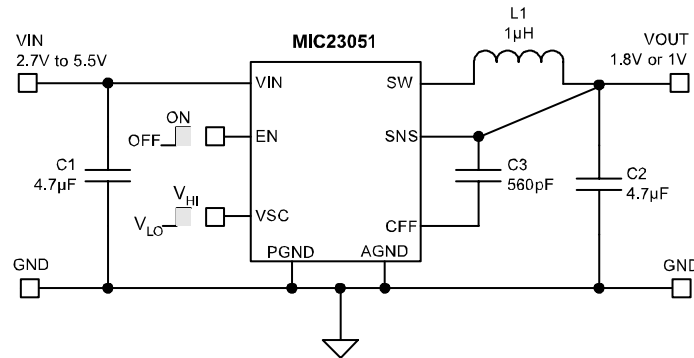 L1
1µH
MIC23051
VIN
2.7V to 5.5V
VOUT
1.8V or 1V
VIN
SW
ON
OFF
EN
SNS
C1
4.7µF
C3
560pF
C2
4.7µF
VHI
VLO
VSC
CFF
PGND
AGND
GND
GND